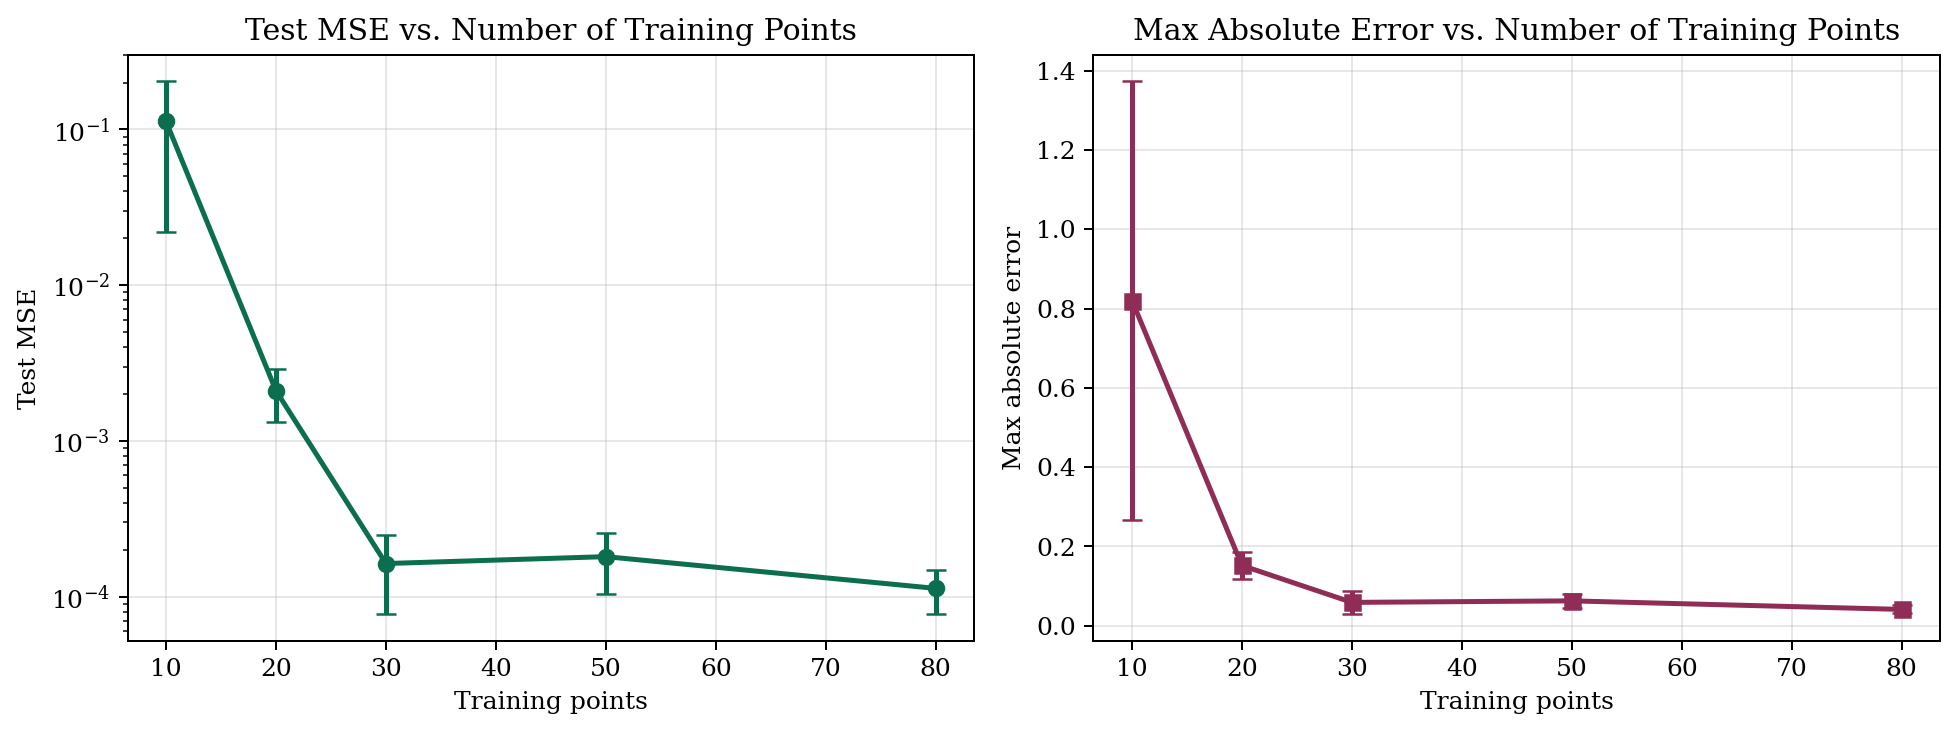 Test MSE vs. Number of Training Points
Test MSE
10⁻¹
10⁻²
10⁻³
10⁻⁴
10 20 30 40 50 60 70 80
Training points
Max Absolute Error vs. Number of Training Points
Max absolute error
1.4
1.2
1.0
0.8
0.6
0.4
0.2
0.0
10 20 30 40 50 60 70 80
Training points